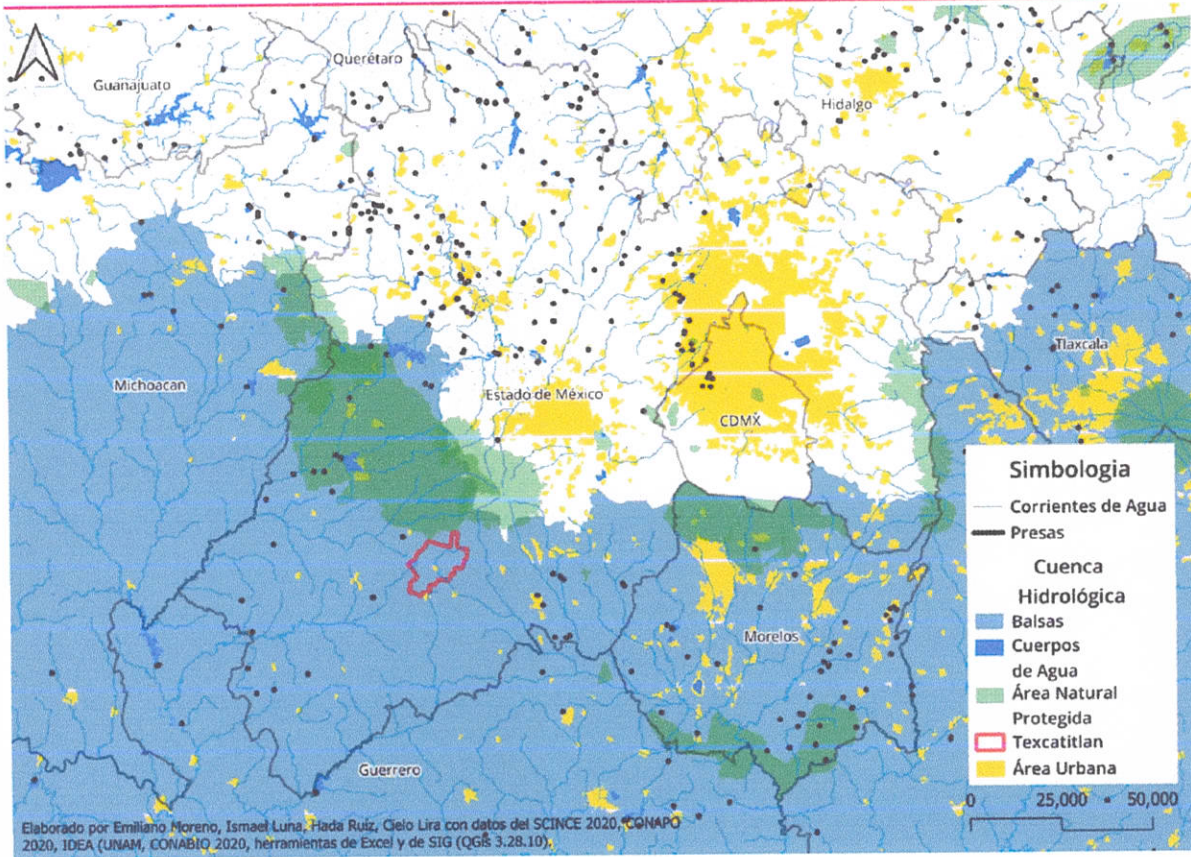 Querétaro
Guanajuato
Hidalgo
Tlaxcala
Michoacan
Estado de México
CDMX
Morelos
Guerrero
Simbologia
Corrientes de Agua
Presas
Cuenca
Hidrológica
Balsas
Cuerpos
de Agua
Área Natural
Protegida
Texcatitlan
Área Urbana
0 25,000 50,000
Elaborado por Emiliano Moreno, Ismael Luna, Hada Ruiz, Cielo Lira con datos del SCINCE 2020, CONAPO
2020, IDEA (UNAM, CONABIO 2020, herramientas de Excel y de SIG (QGis 3.28.10).